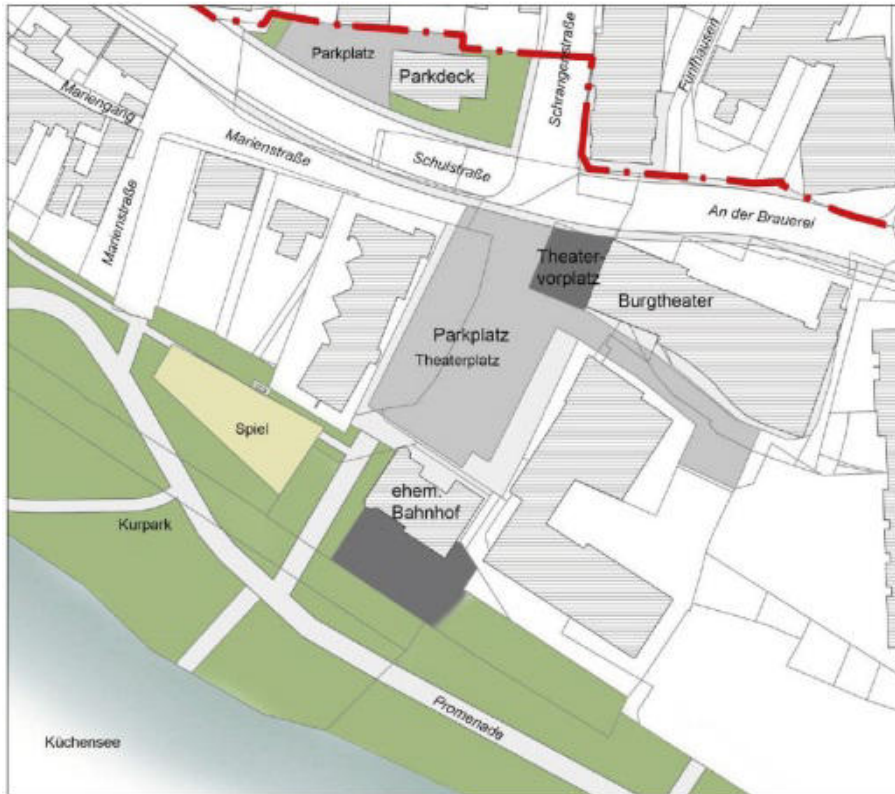 Parkplatz
Parkdeck
Schrangenstraße
Fünfhausen
Mariengang
Marienstraße
Schulstraße
An der Brauerei
Marienstraße
Theater-
vorplatz
Burgtheater
Parkplatz
Theaterplatz
Spiel
ehem.
Bahnhof
Kurpark
Promenade
Küchensee